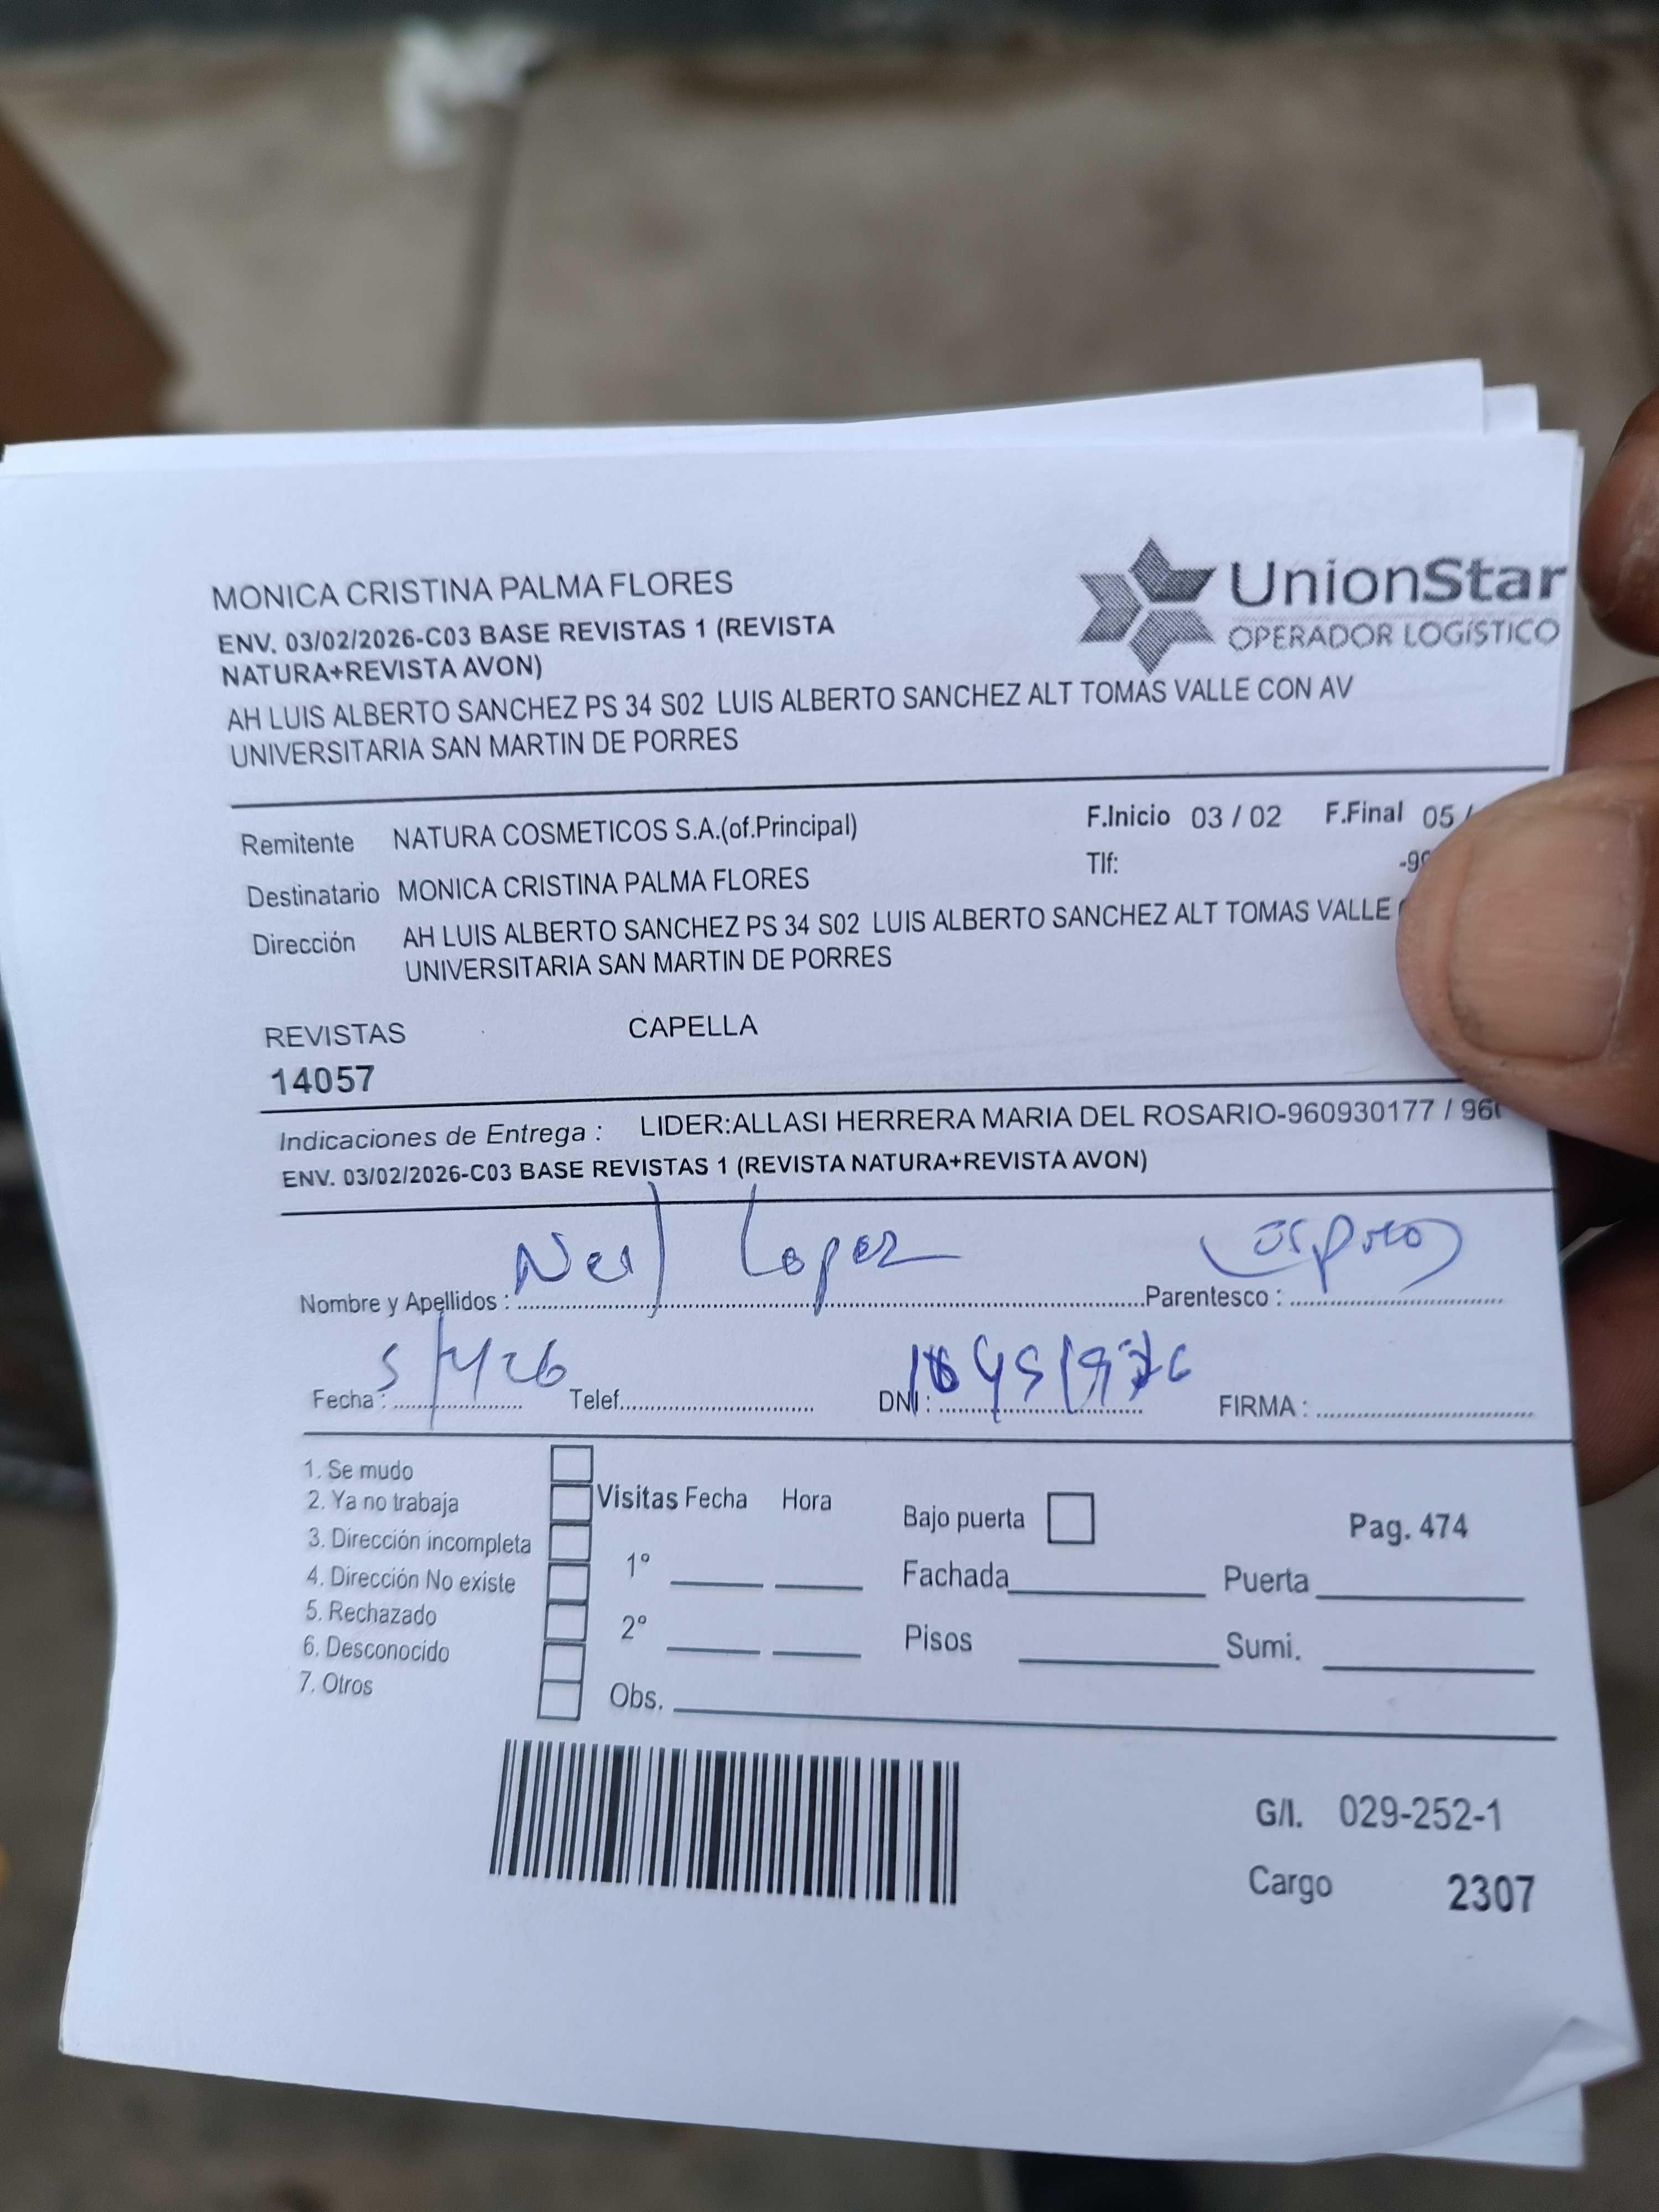 MONICA CRISTINA PALMA FLORES
ENV. 03/02/2026-C03 BASE REVISTAS 1 (REVISTA
NATURA+REVISTA AVON)
AH LUIS ALBERTO SANCHEZ PS 34 S02 LUIS ALBERTO SANCHEZ ALT TOMAS VALLE CON AV
UNIVERSITARIA SAN MARTIN DE PORRES
UnionStar
OPERADOR LOGÍSTICO
Remitente NATURA COSMETICOS S.A.(of.Principal)
F.Inicio 03 / 02 F.Final 05 /
Tlf:
Destinatario MONICA CRISTINA PALMA FLORES
Dirección AH LUIS ALBERTO SANCHEZ PS 34 S02 LUIS ALBERTO SANCHEZ ALT TOMAS VALLE
UNIVERSITARIA SAN MARTIN DE PORRES
REVISTAS CAPELLA
14057
Indicaciones de Entrega : LIDER:ALLASI HERRERA MARIA DEL ROSARIO-960930177 / 96
ENV. 03/02/2026-C03 BASE REVISTAS 1 (REVISTA NATURA+REVISTA AVON)
Nombre y Apellidos : Lopez Parentesco :
Fecha : Telef. DNI : FIRMA :
1. Se mudo
2. Ya no trabaja
3. Dirección incompleta
4. Dirección No existe
5. Rechazado
6. Desconocido
7. Otros
Visitas Fecha Hora
1º
2º
Obs.
Bajo puerta
Pag. 474
Fachada Puerta
Pisos Sumi.
G/I. 029-252-1
Cargo 2307